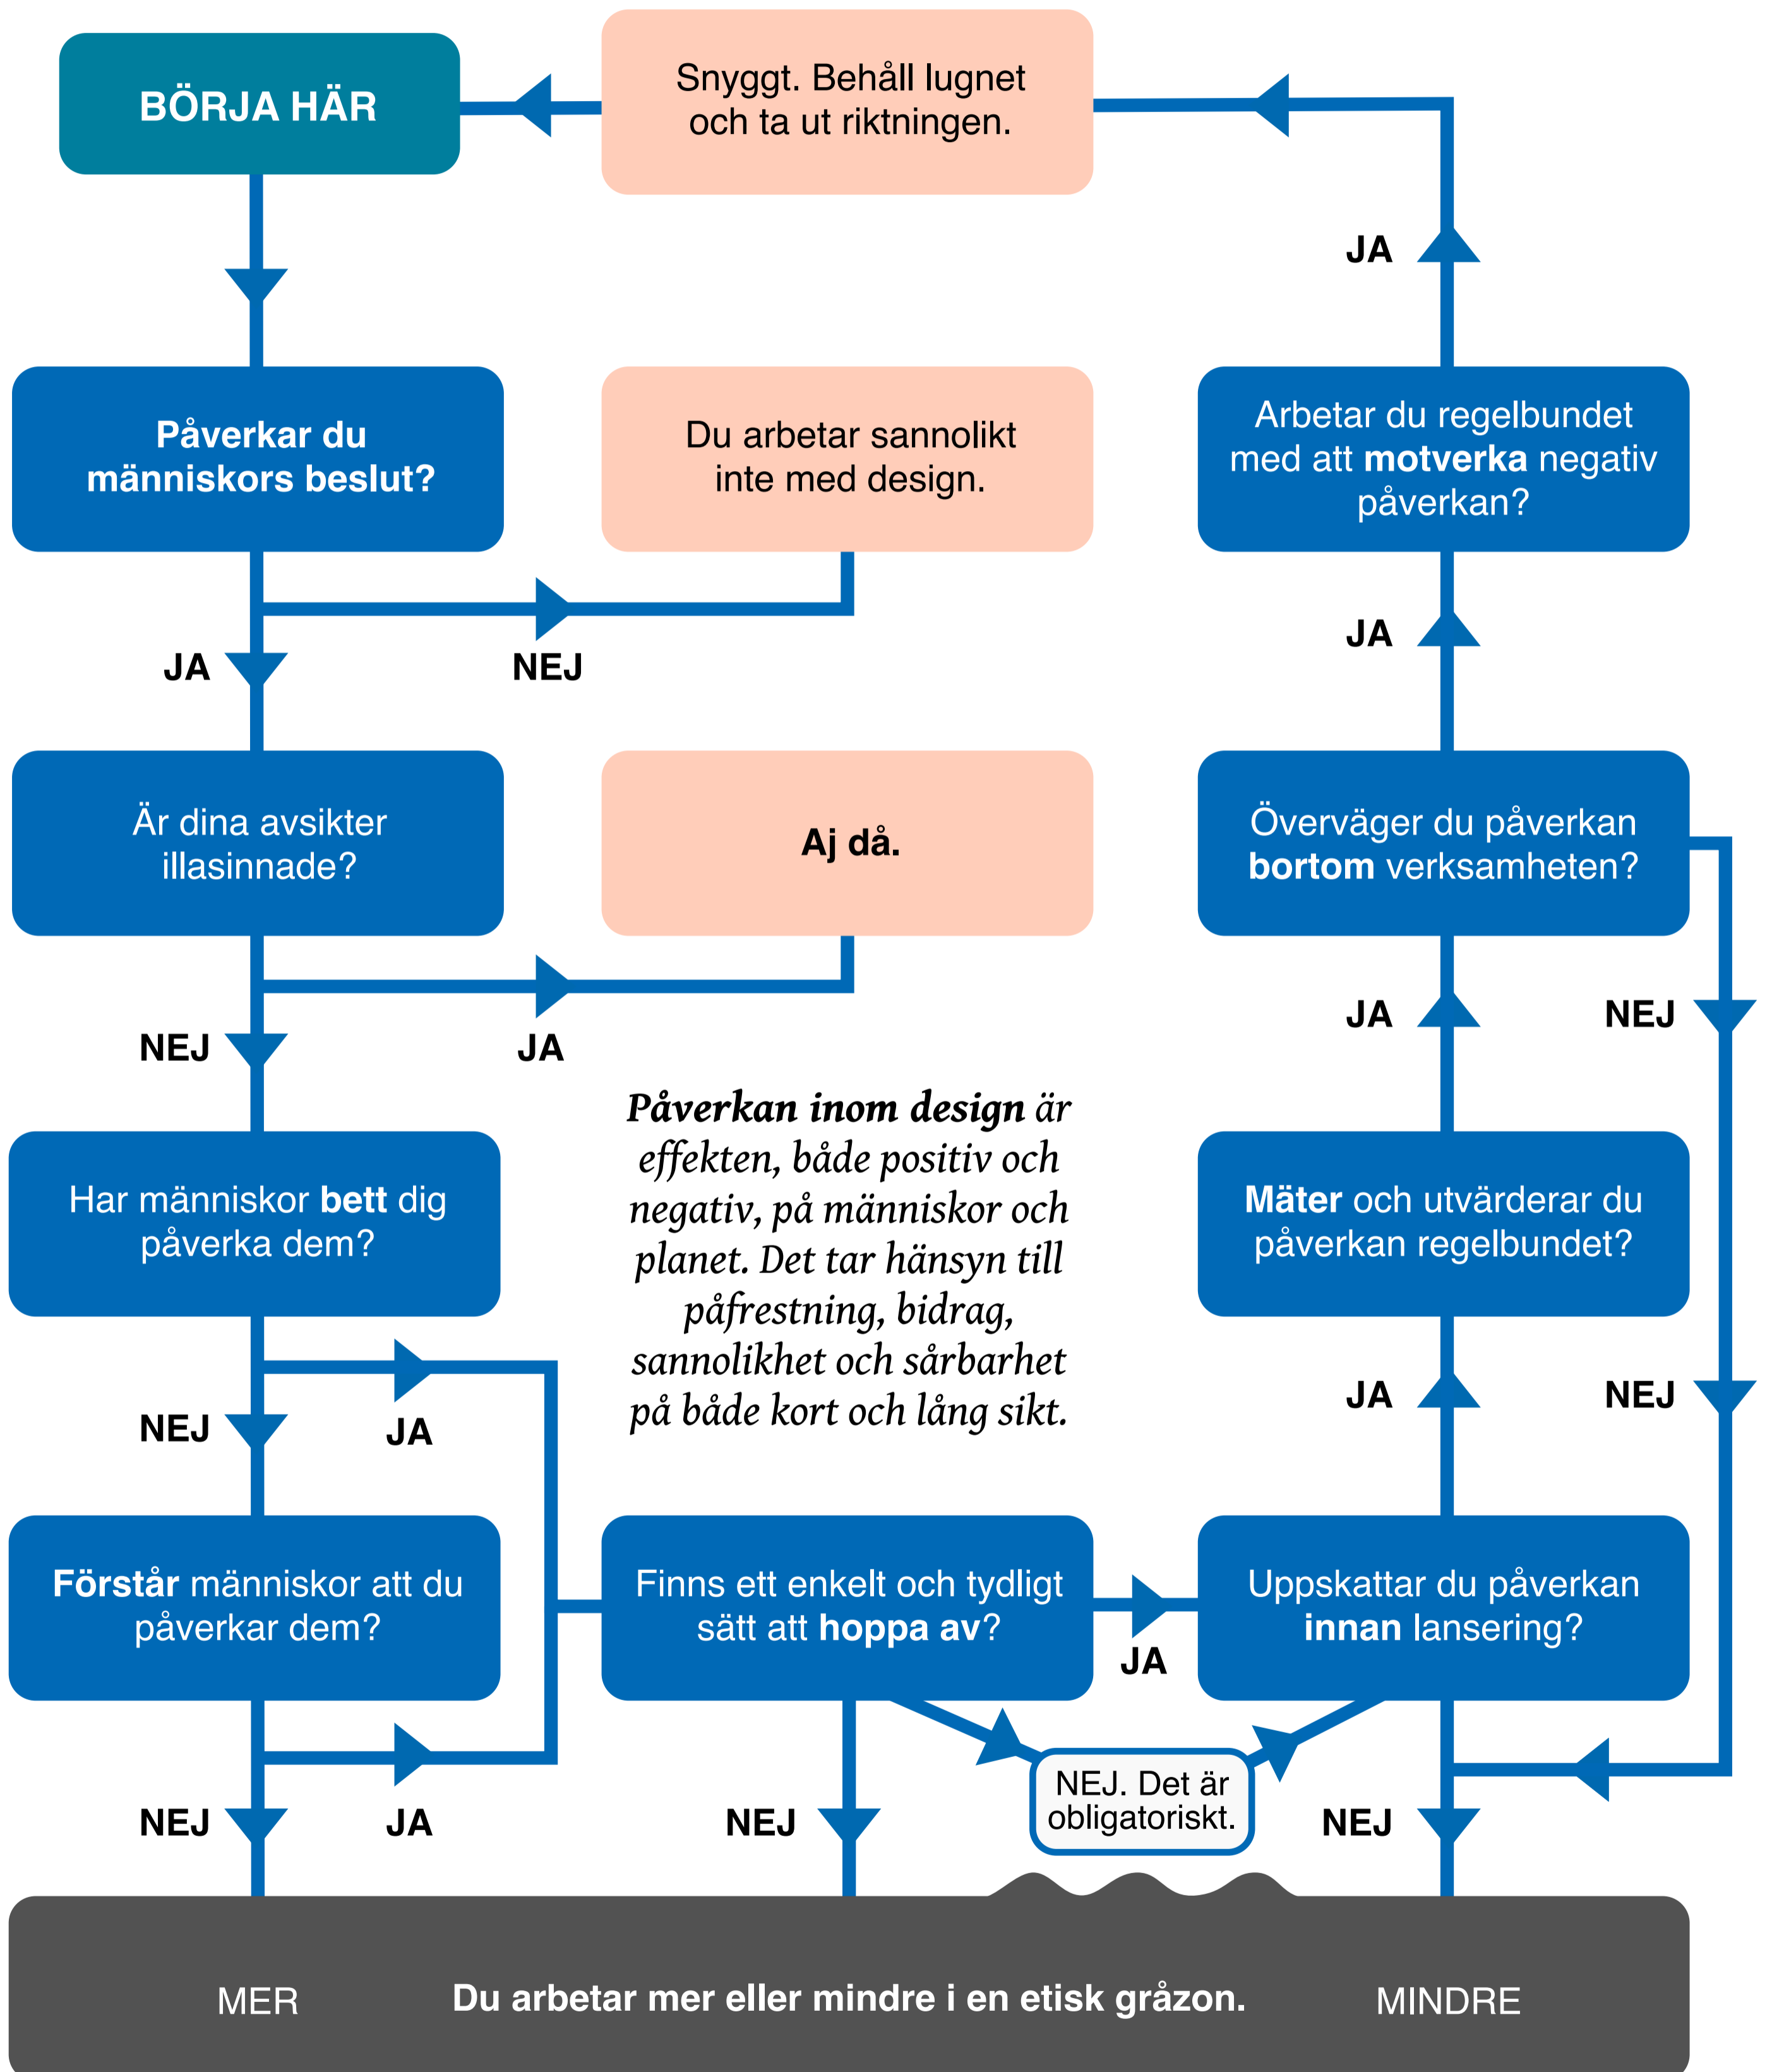 BÖRJA HÄR
Snyggt. Behåll lugnet
och ta ut riktningen.
JA
Påverkar du
människors beslut?
Du arbetar sannolikt
inte med design.
Arbetar du regelbundet
med att motverka negativ
påverkan?
JA
NEJ
JA
Är dina avsikter
illasinnade?
Aj då.
Överväger du påverkan
bortom verksamheten?
NEJ
JA
JA
NEJ
Påverkan inom design är
effekten, både positiv och
negativ, på människor och
planet. Det tar hänsyn till
påfrestning, bidrag,
sannolikhet och sårbarhet
på både kort och lång sikt.
Har människor bett dig
påverka dem?
Mäter och utvärderar du
påverkan regelbundet?
NEJ
JA
JA
NEJ
Förstår människor att du
påverkar dem?
Finns ett enkelt och tydligt
sätt att hoppa av?
JA
Uppskattar du påverkan
innan lansering?
NEJ
JA
NEJ
NEJ. Det är
obligatoriskt.
NEJ
MER
Du arbetar mer eller mindre i en etisk gråzon.
MINDRE